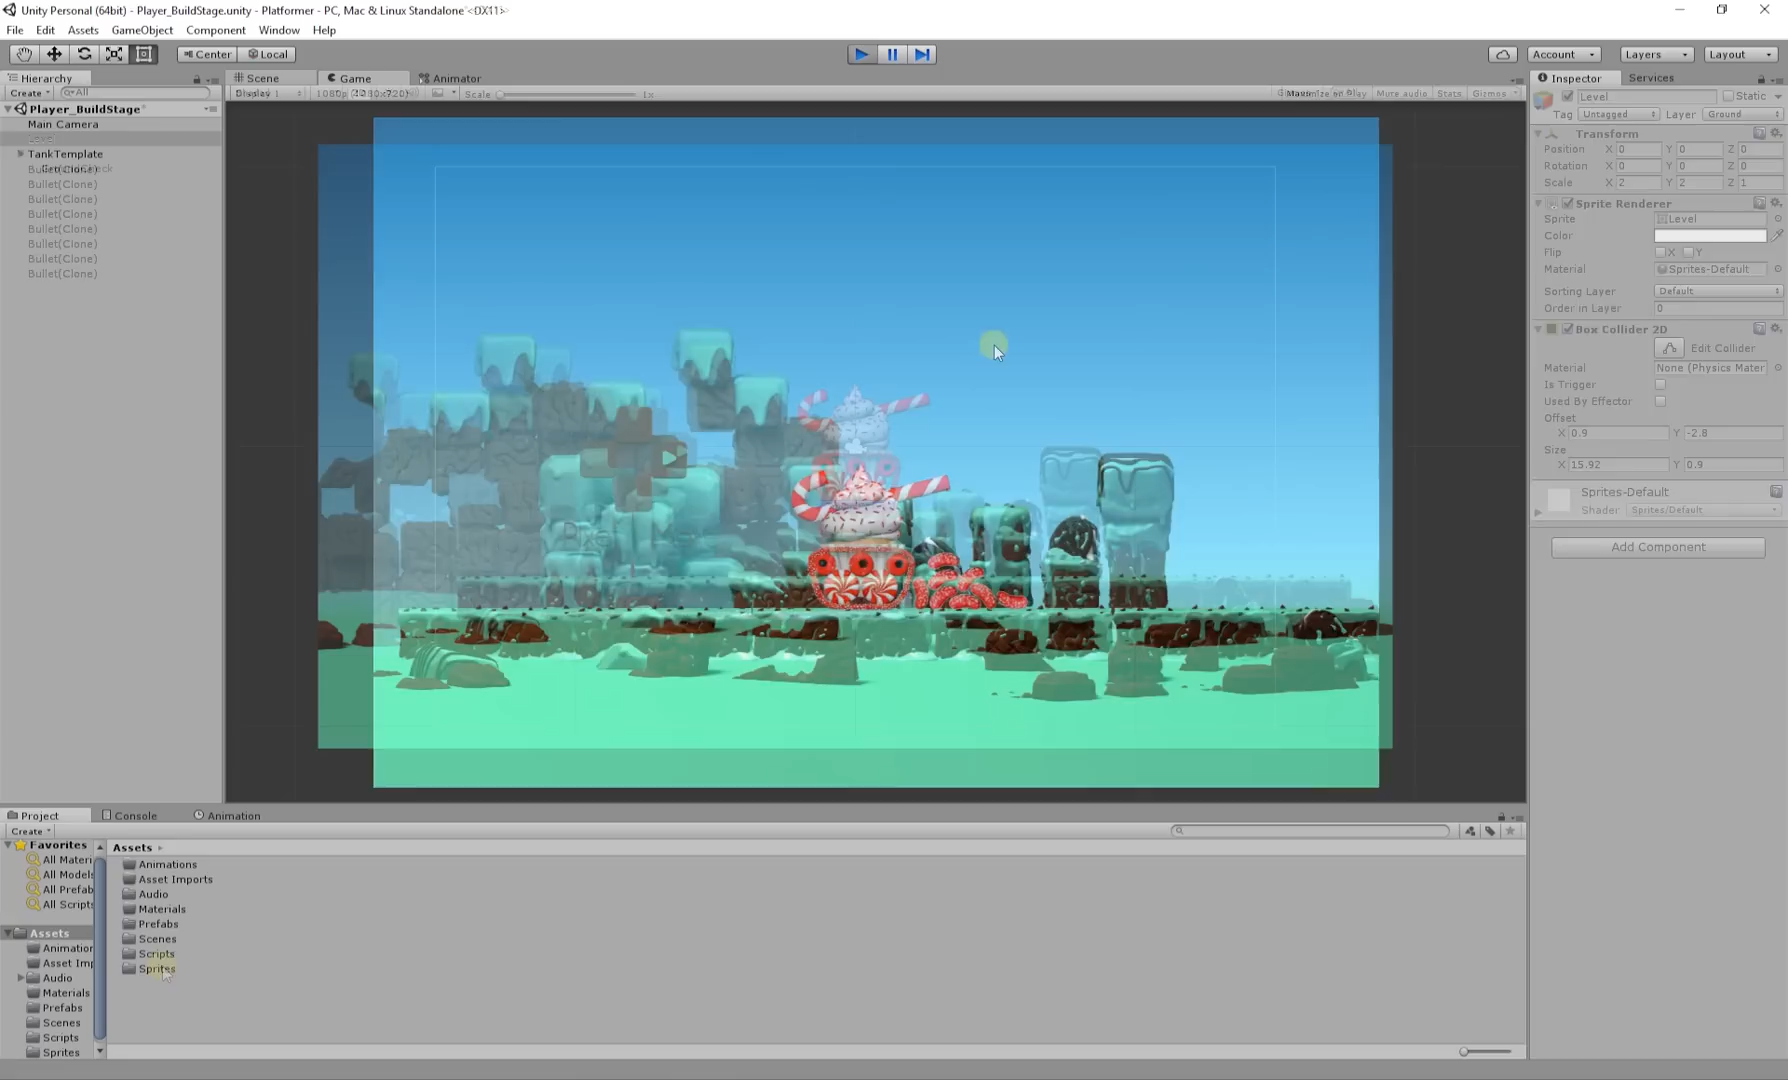 Unity Personal (64bit) - Player_BuildStage.unity - Platformer - PC, Mac & Linux Standalone <DX11>
File Edit Assets GameObject Component Window Help
Center Local Account Layers Layout
Hierarchy Scene Game Animator Inspector Services
Create All Display 1 Scale 1x Mute audio Stats Gizmos
Level Static
Player_BuildStage*
Tag Untagged Layer Ground
Main Camera
Transform
Position X 0 Y 0 Z 0
TankTemplate
Rotation X 0 Y 0 Z 0
Scale X 2 Y 2 Z 1
Bullet(Clone)
Bullet(Clone)
Bullet(Clone)
Bullet(Clone)
Bullet(Clone)
Bullet(Clone)
Bullet(Clone)
Sprite Renderer
Sprite Level
Color
Flip X Y
Material Sprites-Default
Sorting Layer Default
Order in Layer 0
Box Collider 2D
Edit Collider
Material None (Physics Mater
Is Trigger
Used By Effector
Offset
X 0.9 Y -2.8
Size
X 15.92 Y 0.9
Sprites-Default
Shader Sprites/Default
Add Component
Project Console Animation
Create
Favorites
All Materi
All Models
All Prefab
All Scripts
Assets
Animation
Asset Imp
Audio
Materials
Prefabs
Scenes
Scripts
Sprites
Assets
Animations
Asset Imports
Audio
Materials
Prefabs
Scenes
Scripts
Sprites